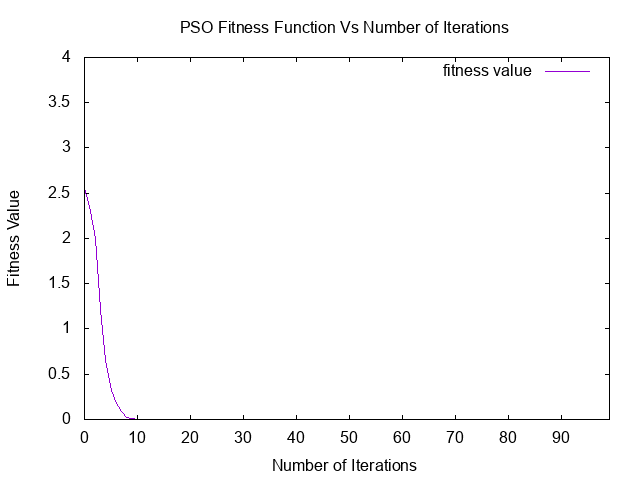 PSO Fitness Function Vs Number of Iterations
fitness value
4
3.5
3
2.5
2
1.5
1
0.5
0
Fitness Value
0 10 20 30 40 50 60 70 80 90
Number of Iterations